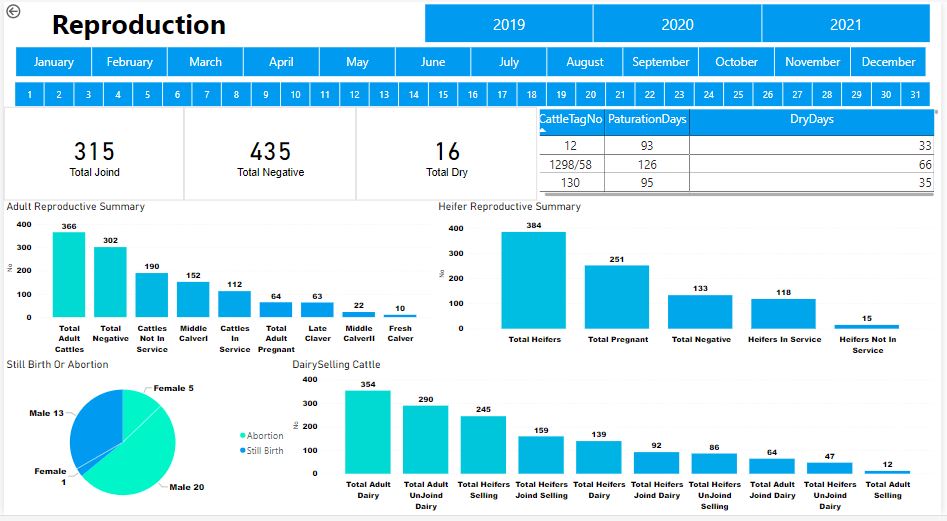 Reproduction
2019 2020 2021
January February March April May June July August September October November December
1 2 3 4 5 6 7 8 9 10 11 12 13 14 15 16 17 18 19 20 21 22 23 24 25 26 27 28 29 30 31
315
Total Joind
435
Total Negative
16
Total Dry
CattleTagNo PaturationDays DryDays
12 93 33
1298/58 126 66
130 95 35
Adult Reproductive Summary
No
400
300
200
100
0
366 302 190 152 112 64 63 22 10
Total Adult Cattles
Total Negative
Cattles Not In Service
Middle CalverI
Cattles In Service
Total Adult Pregnant
Late Claver
Middle CalverII
Fresh Calver
Heifer Reproductive Summary
No
400
300
200
100
0
384 251 133 118 15
Total Heifers
Total Pregnant
Total Negative
Heifers In Service
Heifers Not In Service
Still Birth Or Abortion
Female 5
Male 13
Female 1
Male 20
Abortion
Still Birth
DairySelling Cattle
No
400
300
200
100
0
354 290 245 159 139 92 86 64 47 12
Total Adult Dairy
Total Adult UnJoind Dairy
Total Heifers Selling
Total Heifers Joind Selling
Total Heifers Dairy
Total Heifers Joind Dairy
Total Heifers UnJoind Selling
Total Adult Joind Dairy
Total Heifers UnJoind Dairy
Total Adult Selling